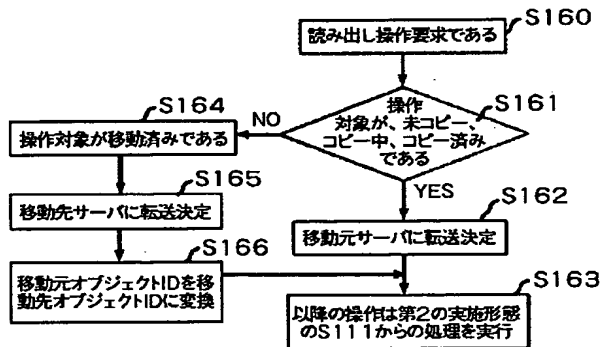 S160
読み出し操作要求である
S161
操作
対象が、未コピー、
コピー中、コピー済み
である
NO
YES
S164
操作対象が移動済みである
S165
移動先サーバに転送決定
S166
移動元オブジェクトIDを移
動先オブジェクトIDに変換
S162
移動元サーバに転送決定
S163
以降の操作は第2の実施形態
のS111からの処理を実行